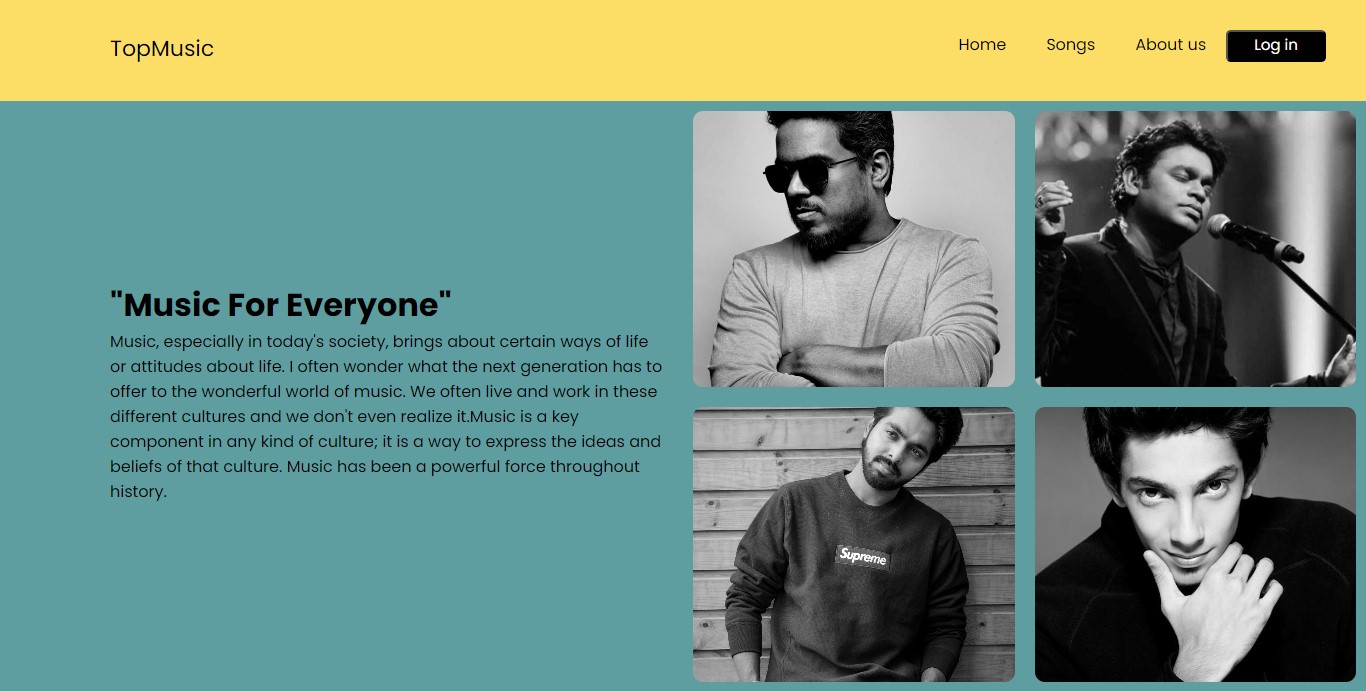 TopMusic
Home
Songs
About us
Log in
"Music For Everyone"
Music, especially in today's society, brings about certain ways of life
or attitudes about life. I often wonder what the next generation has to
offer to the wonderful world of music. We often live and work in these
different cultures and we don't even realize it.Music is a key
component in any kind of culture; it is a way to express the ideas and
beliefs of that culture. Music has been a powerful force throughout
history.
Supreme